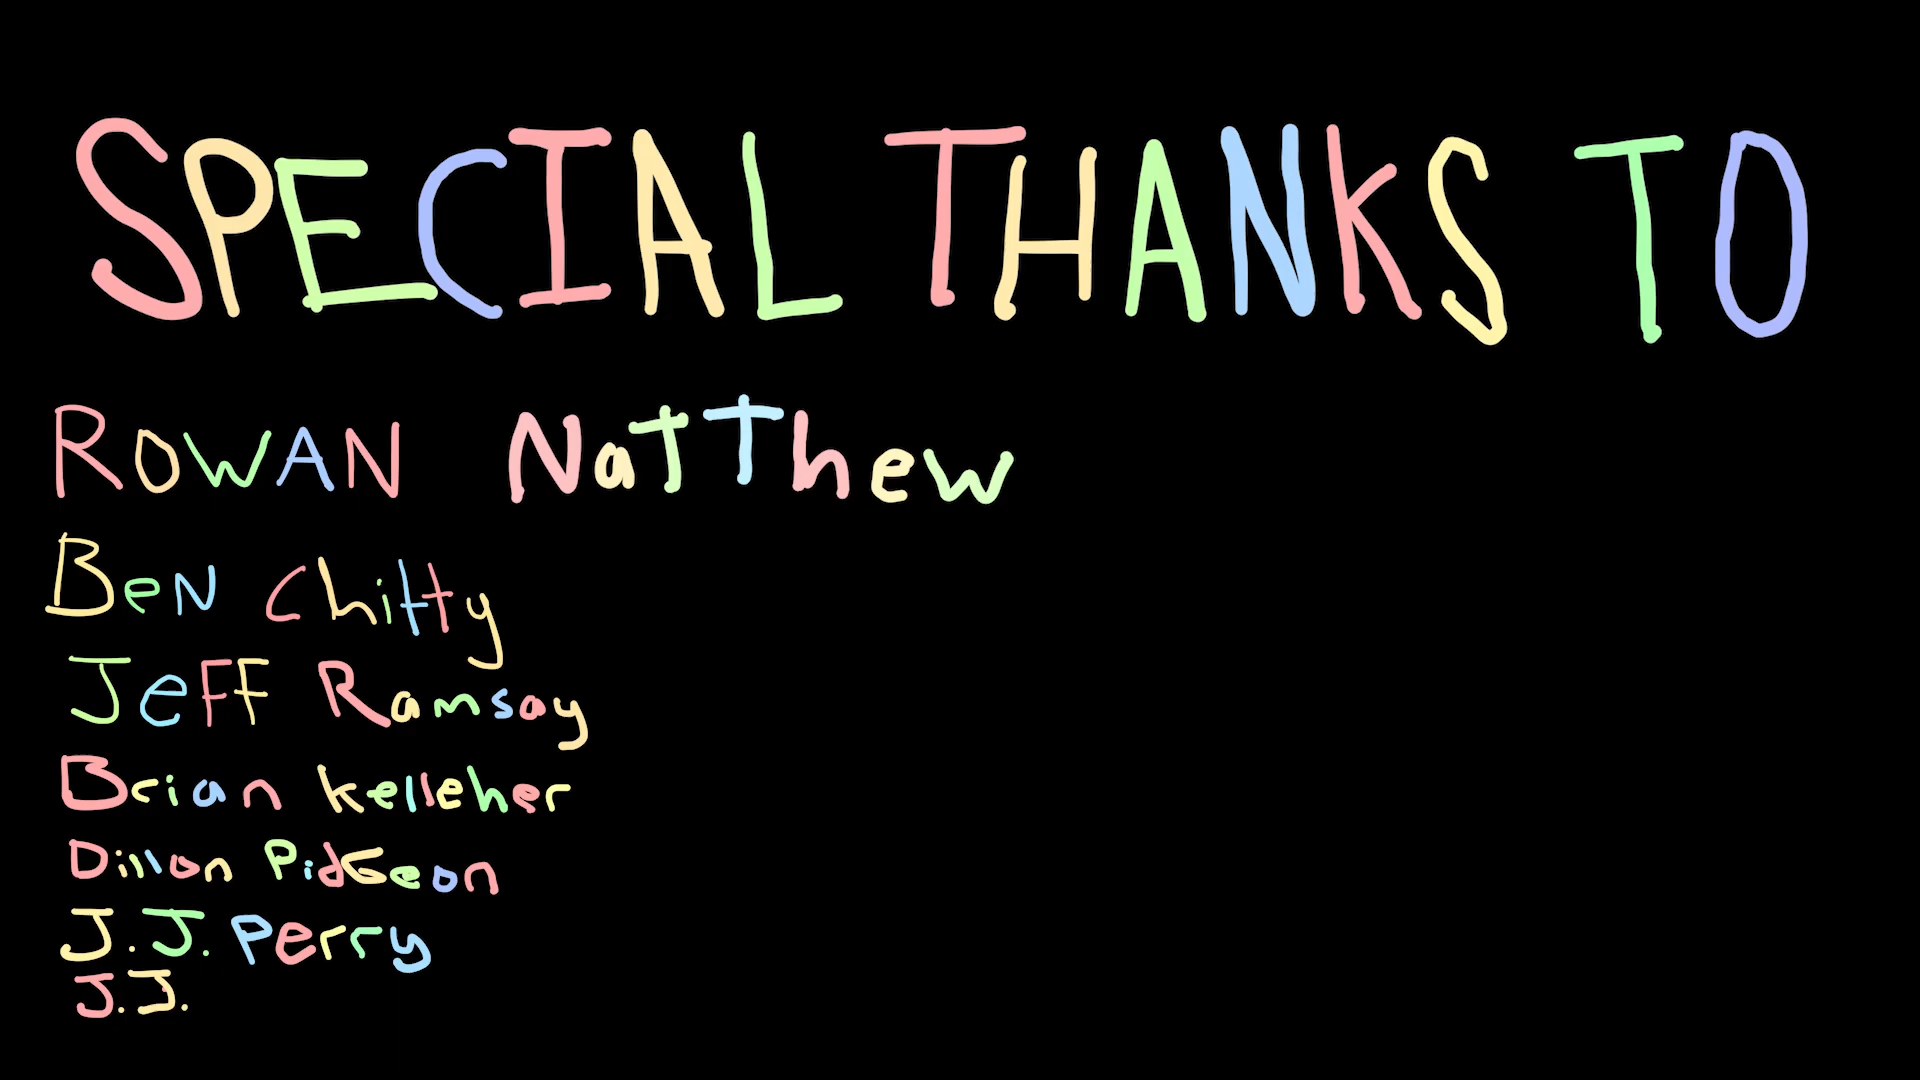 SPECIAL THANKS TO
ROWAN NaTThew
BeN Chitty
JeFF Ramsay
Brian kelleher
Dillon PidGeon
J.J. Perry
J.J.